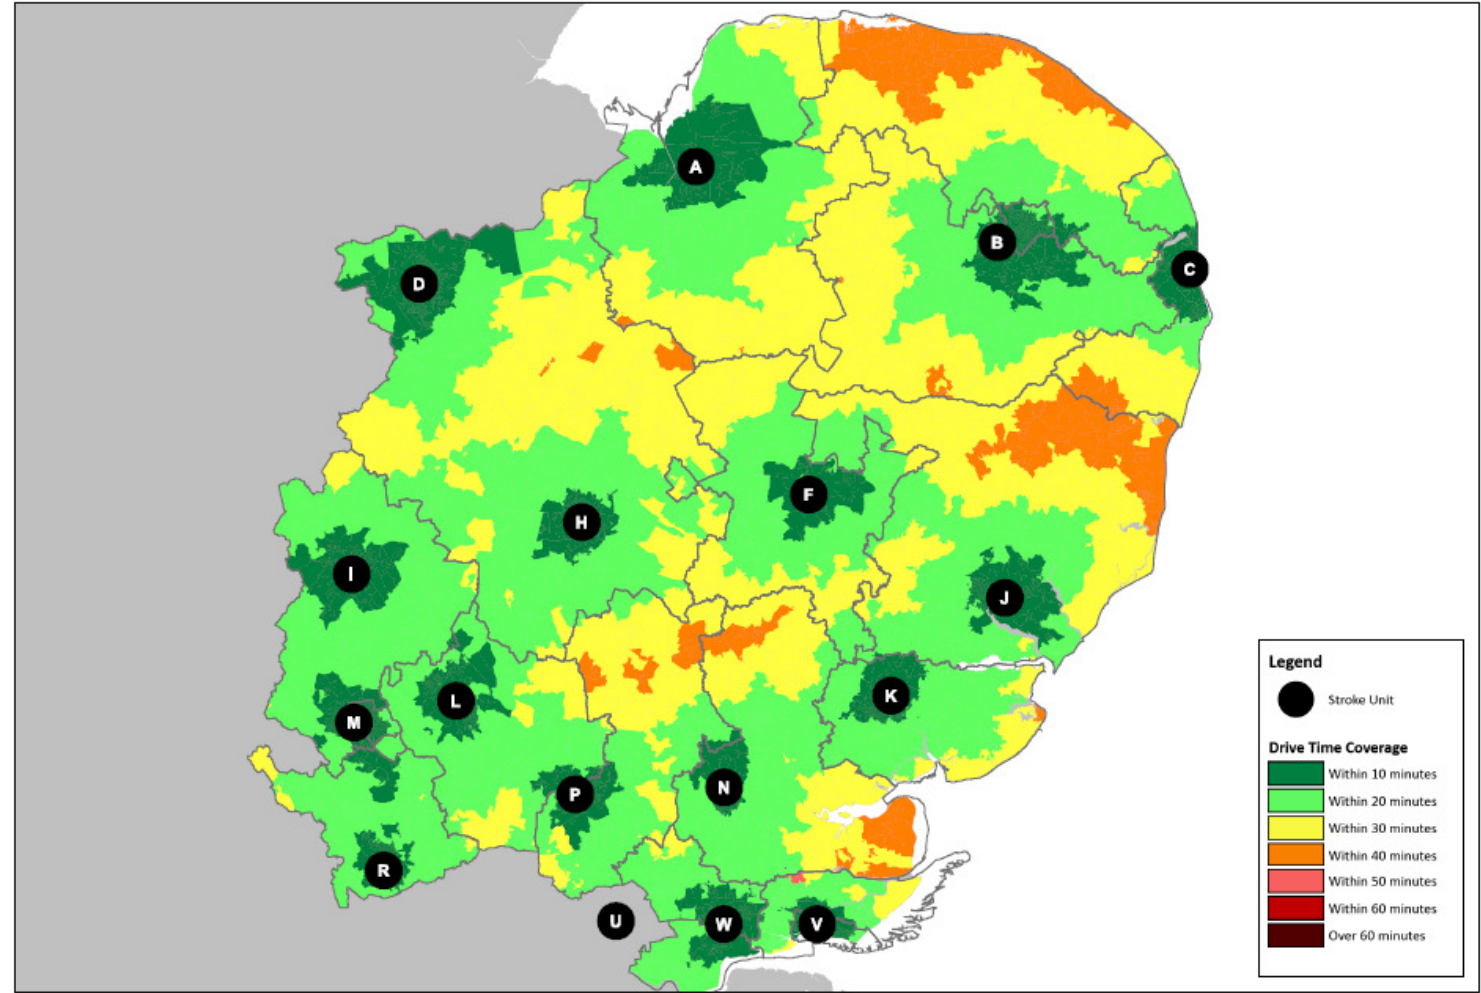 A
B
C
D
F
H
I
J
L
K
M
P
N
R
U
W
V
Legend
Stroke Unit
Drive Time Coverage
Within 10 minutes
Within 20 minutes
Within 30 minutes
Within 40 minutes
Within 50 minutes
Within 60 minutes
Over 60 minutes